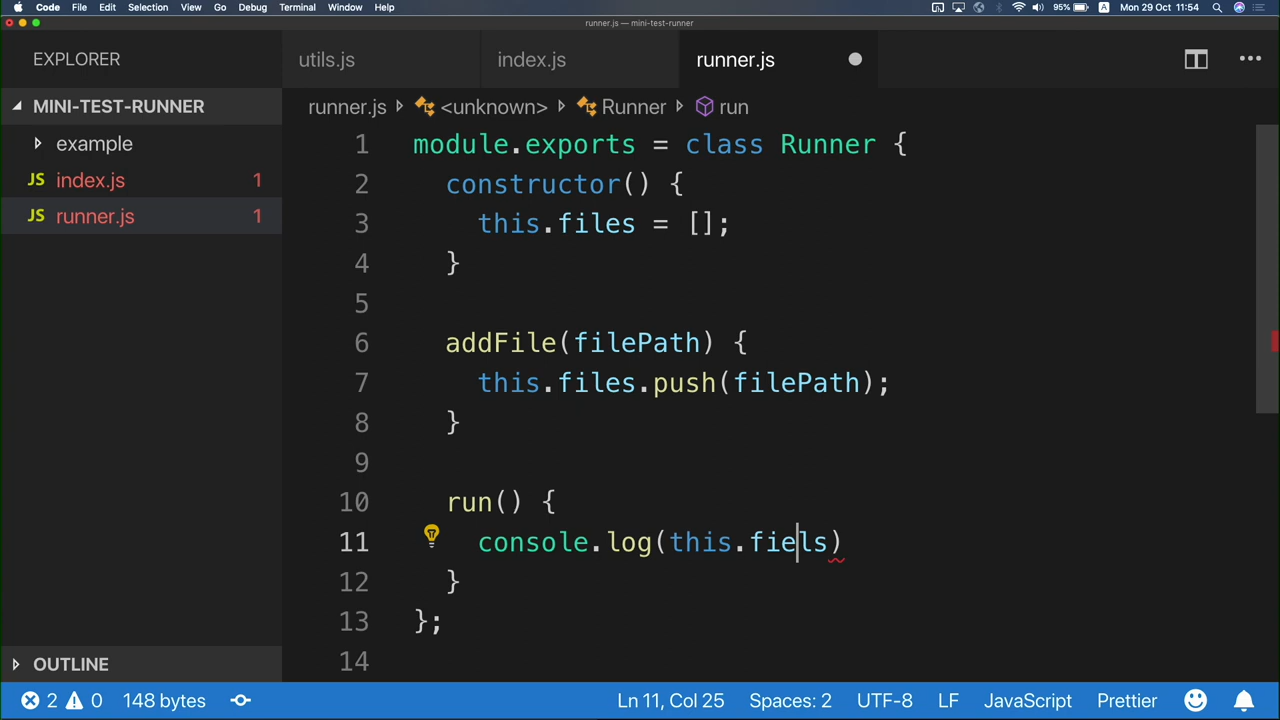 Code File Edit Selection View Go Debug Terminal Window Help 95% A Mon 29 Oct 11:54
runner.js — mini-test-runner
EXPLORER
utils.js index.js runner.js
MINI-TEST-RUNNER
example
JS index.js 1
JS runner.js 1
OUTLINE
runner.js <unknown> Runner run
1 module.exports = class Runner {
2 constructor() {
3 this.files = [];
4 }
5
6 addFile(filePath) {
7 this.files.push(filePath);
8 }
9
10 run() {
11 console.log(this.fiels)
12 }
13 };
14
2 0 148 bytes Ln 11, Col 25 Spaces: 2 UTF-8 LF JavaScript Prettier